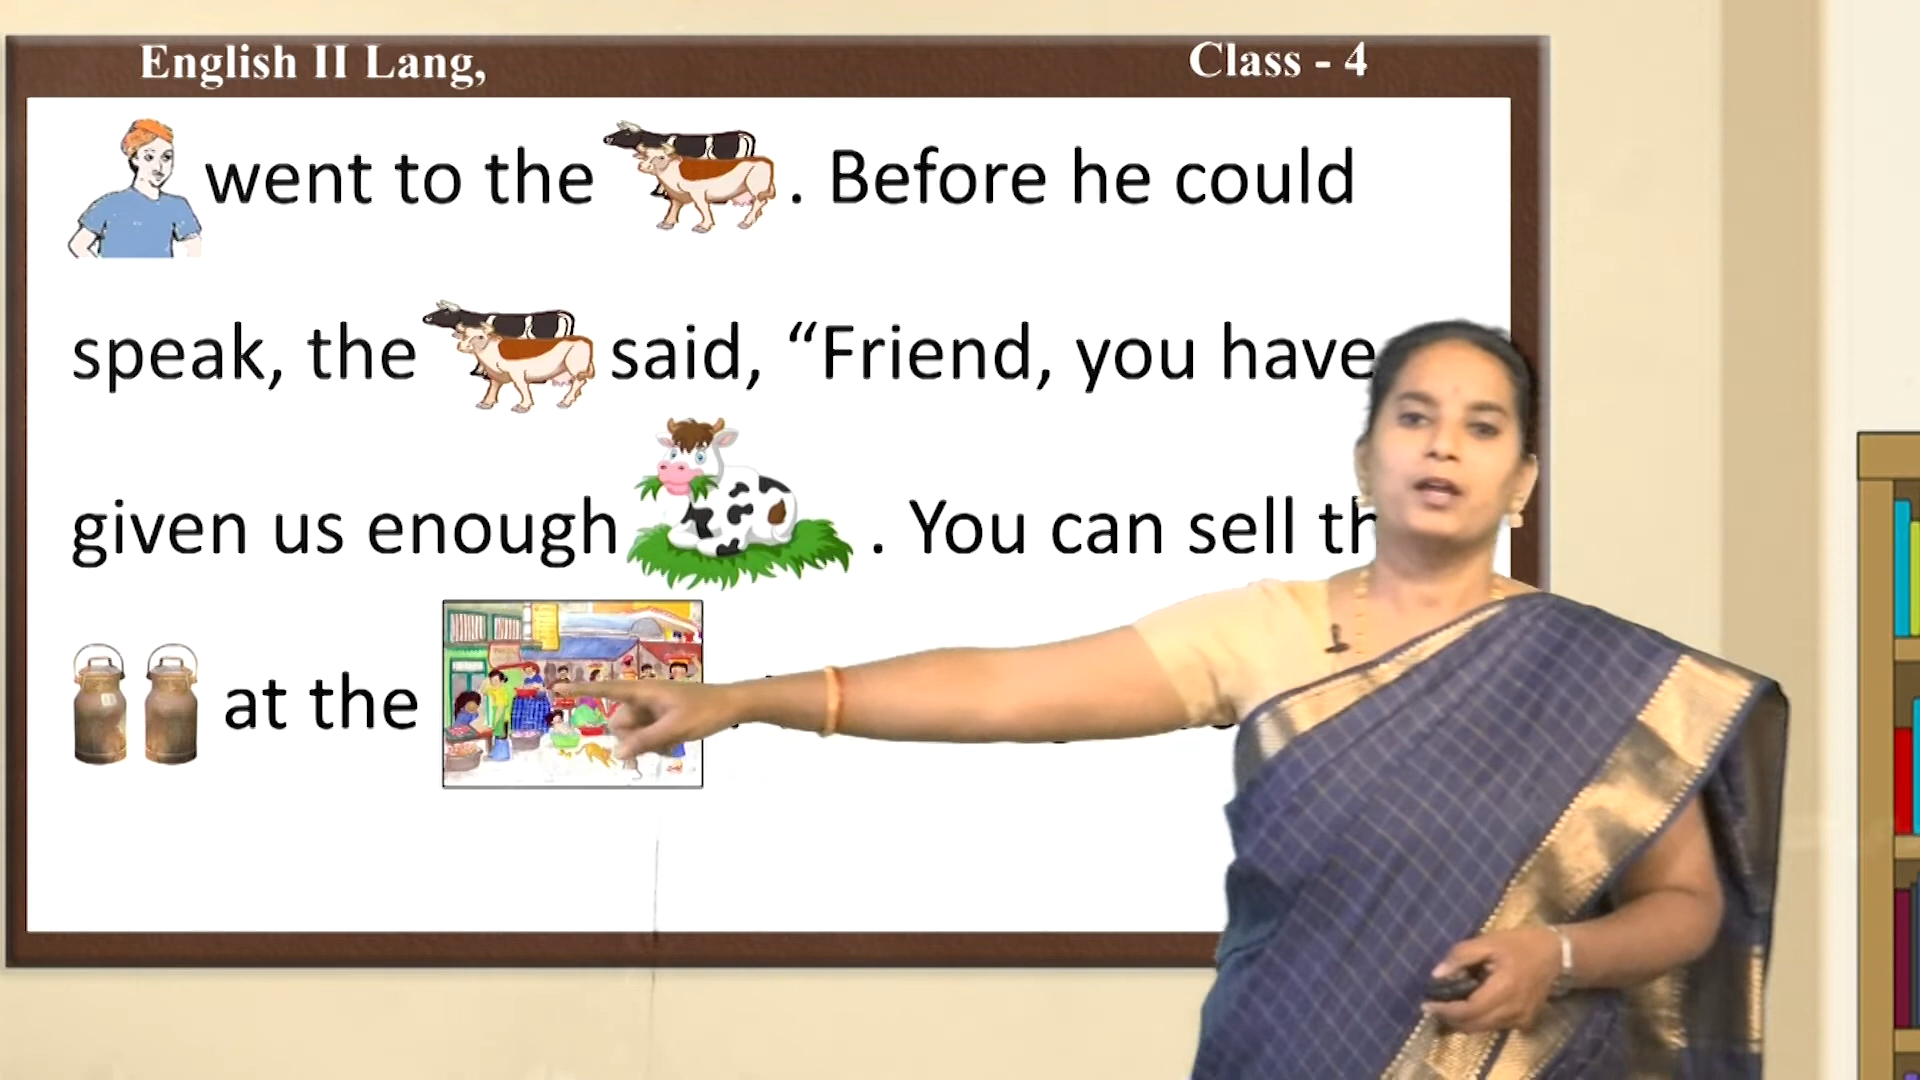 English II Lang,
Class - 4
went to the . Before he could
speak, the said, “Friend, you have
given us enough . You can sell
at the